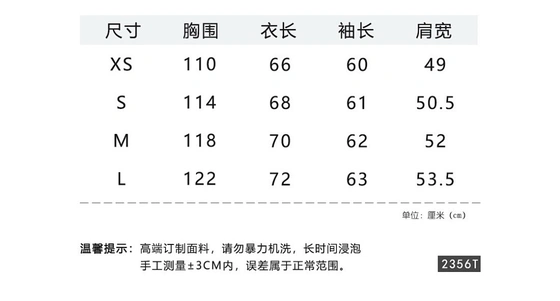 尺寸 胸围 衣长 袖长 肩宽
XS 110 66 60 49
S 114 68 61 50.5
M 118 70 62 52
L 122 72 63 53.5
单位：厘米（cm）
温馨提示：高端订制面料，请勿暴力机洗，长时间浸泡
手工测量±3CM内，误差属于正常范围。
2356T